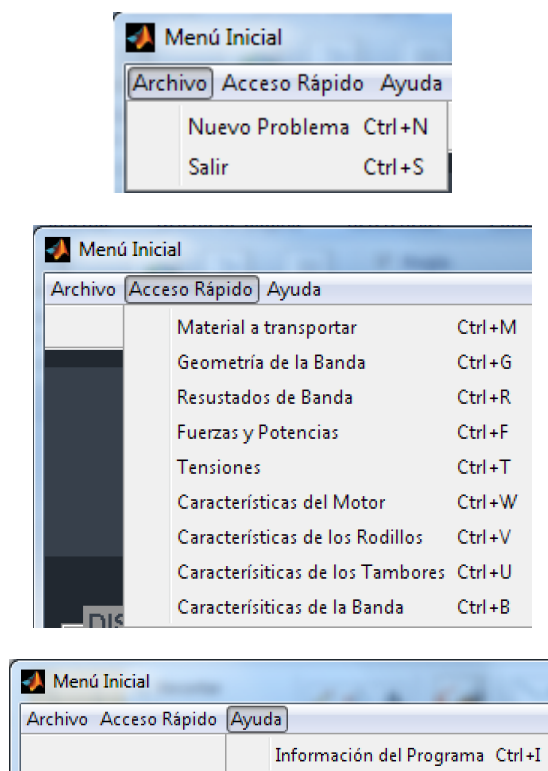 Menú Inicial
Archivo Acceso Rápido Ayuda
Nuevo Problema Ctrl+N
Salir Ctrl+S
Menú Inicial
Archivo Acceso Rápido Ayuda
Material a transportar Ctrl+M
Geometría de la Banda Ctrl+G
Resustados de Banda Ctrl+R
Fuerzas y Potencias Ctrl+F
Tensiones Ctrl+T
Características del Motor Ctrl+W
Características de los Rodillos Ctrl+V
Caracterísiticas de los Tambores Ctrl+U
Caracterísiticas de la Banda Ctrl+B
DIS
Menú Inicial
Archivo Acceso Rápido Ayuda
Información del Programa Ctrl+I